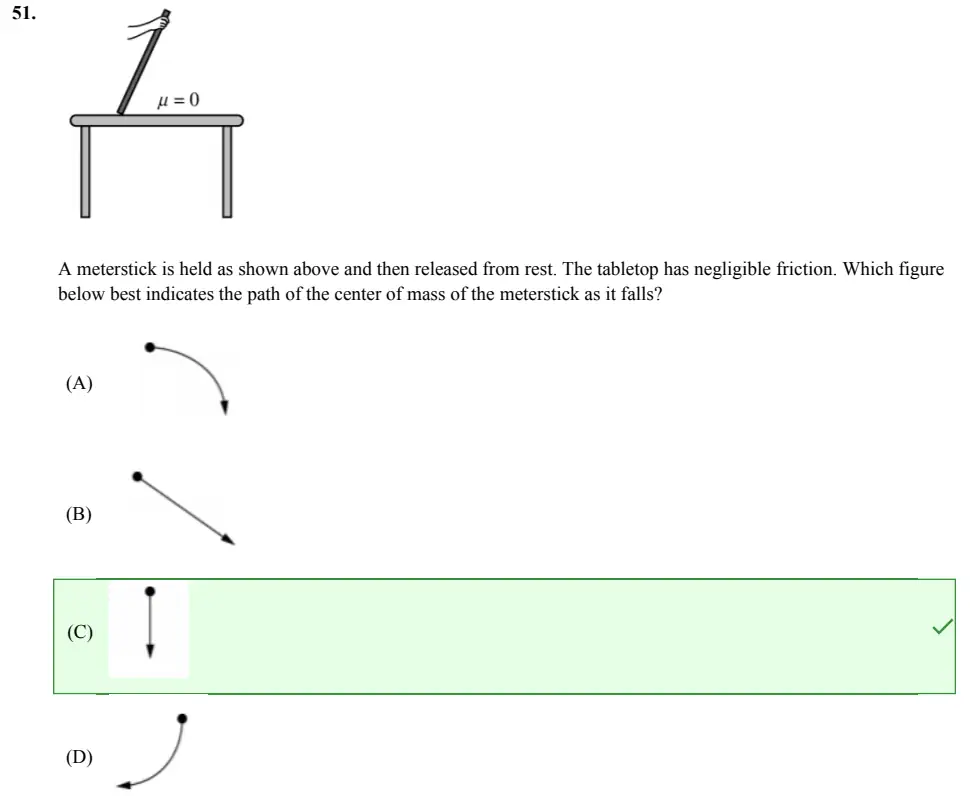 51.
μ = 0
A meterstick is held as shown above and then released from rest. The tabletop has negligible friction. Which figure
below best indicates the path of the center of mass of the meterstick as it falls?
(A)
(B)
(C)
(D)